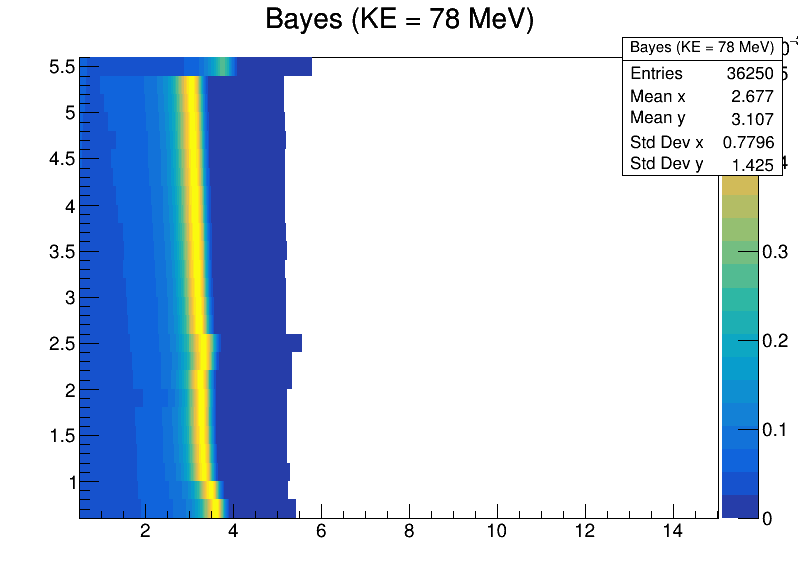 Bayes (KE = 78 MeV)
Bayes (KE = 78 MeV)
Entries 36250
Mean x 2.677
Mean y 3.107
Std Dev x 0.7796
Std Dev y 1.425
5.5
5
4.5
4
3.5
3
2.5
2
1.5
1
2 4 6 8 10 12 14
0.3
0.2
0.1
0